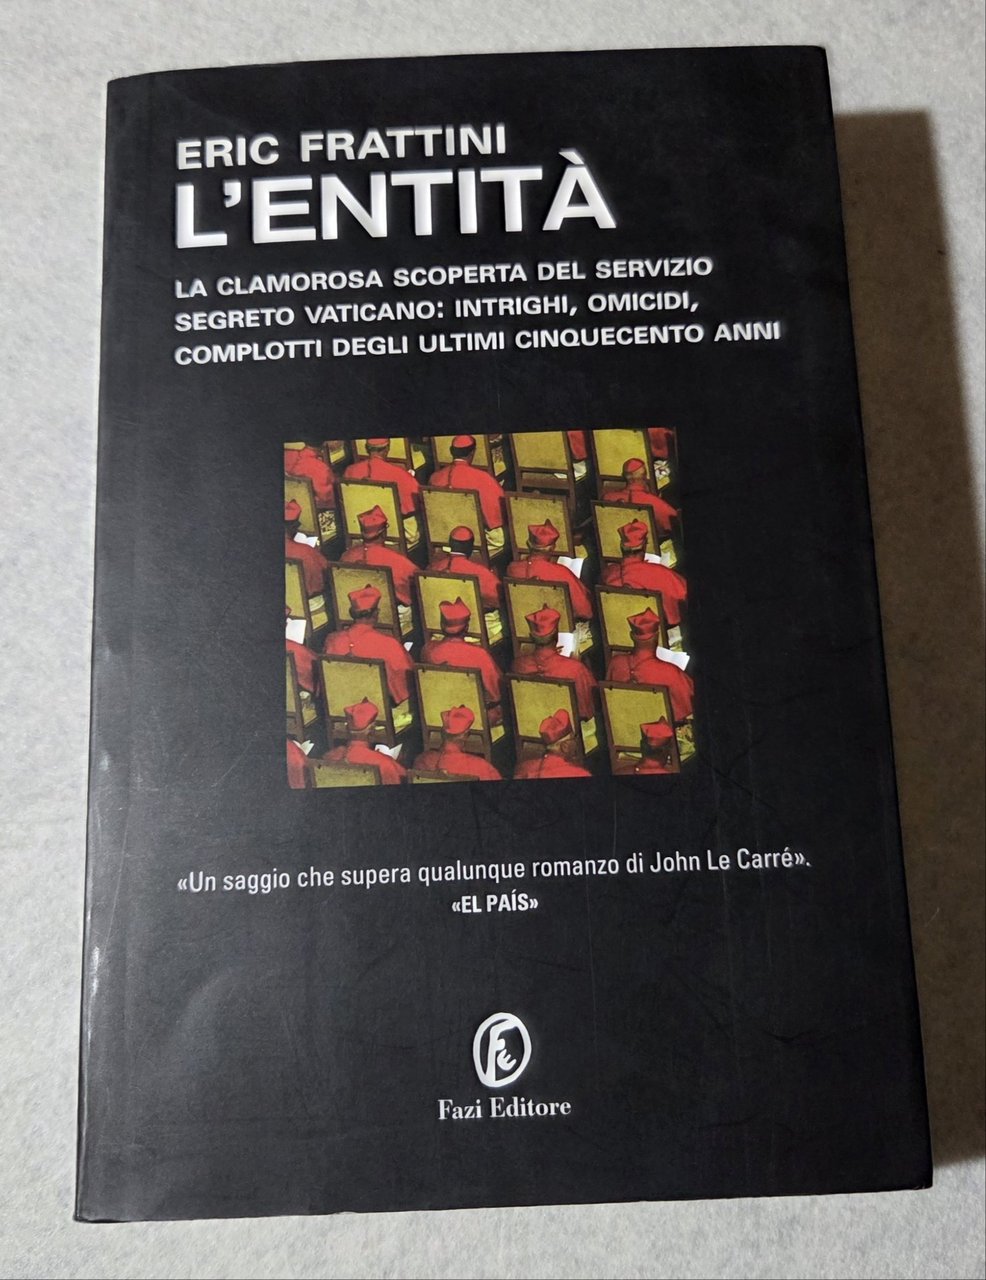 ERIC FRATTINI
L'ENTITÀ
LA CLAMOROSA SCOPERTA DEL SERVIZIO
SEGRETO VATICANO: INTRIGHI, OMICIDI,
COMPLOTTI DEGLI ULTIMI CINQUECENTO ANNI
«Un saggio che supera qualunque romanzo di John Le Carré».
«EL PAÍS»
Fe
Fazi Editore